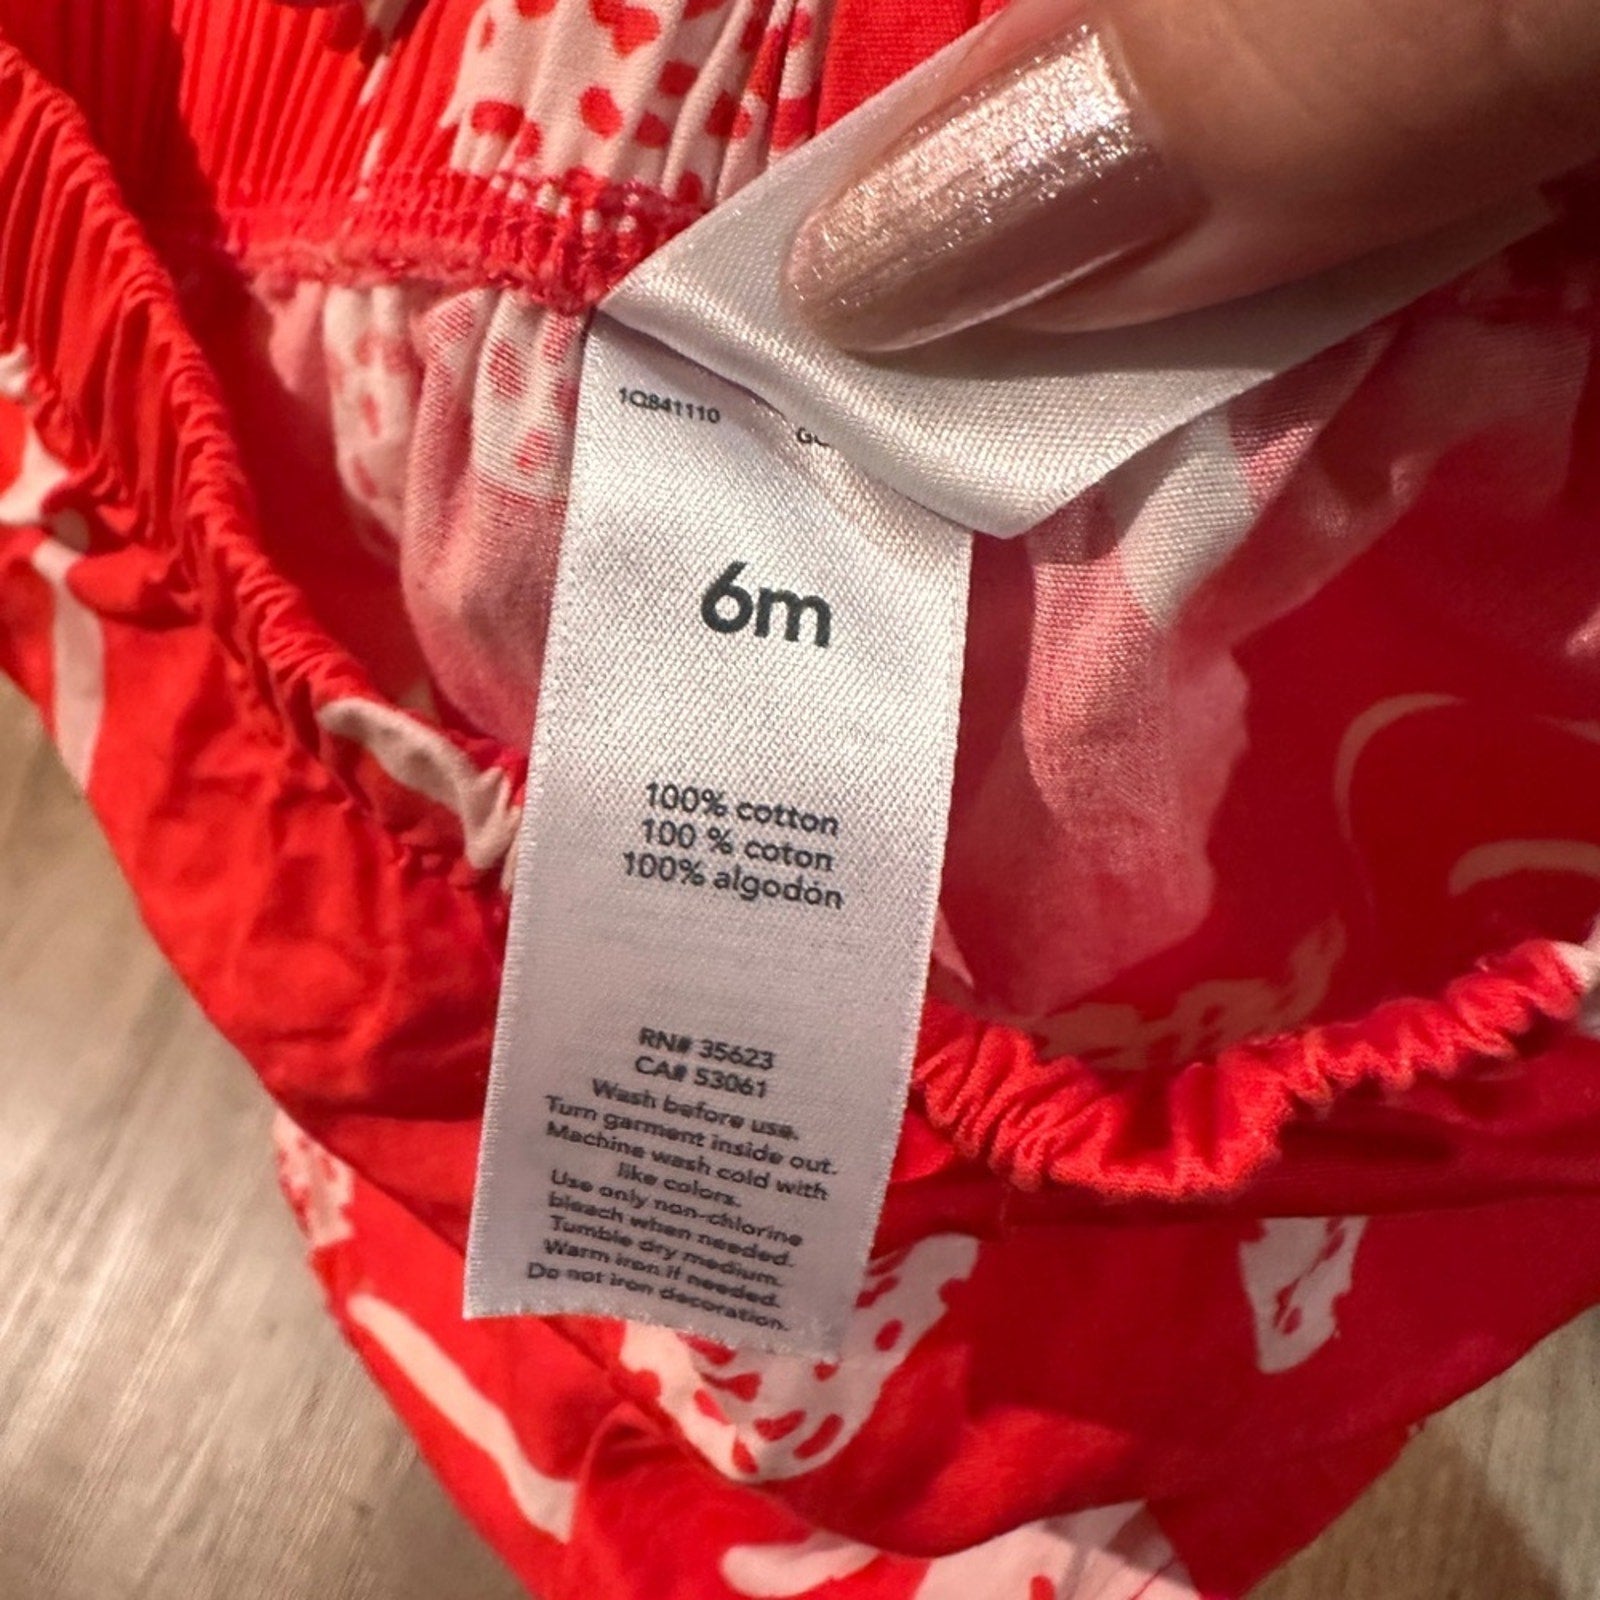 1Q841110
6m
100% cotton
100 % coton
100% algodón
RN# 35623
CA# 53061
Wash before use.
Turn garment inside out.
Machine wash cold with
like colors.
Use only non-chlorine
bleach when needed.
Tumble dry medium.
Warm iron if needed.
Do not iron decoration.